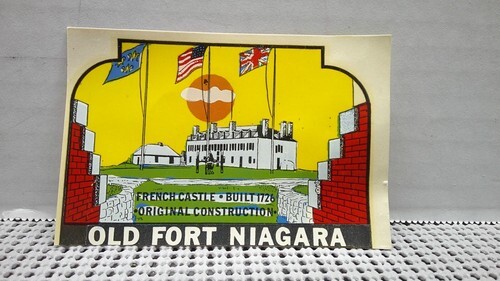 FRENCH CASTLE • BUILT 1726
•ORIGINAL CONSTRUCTION•
OLD FORT NIAGARA